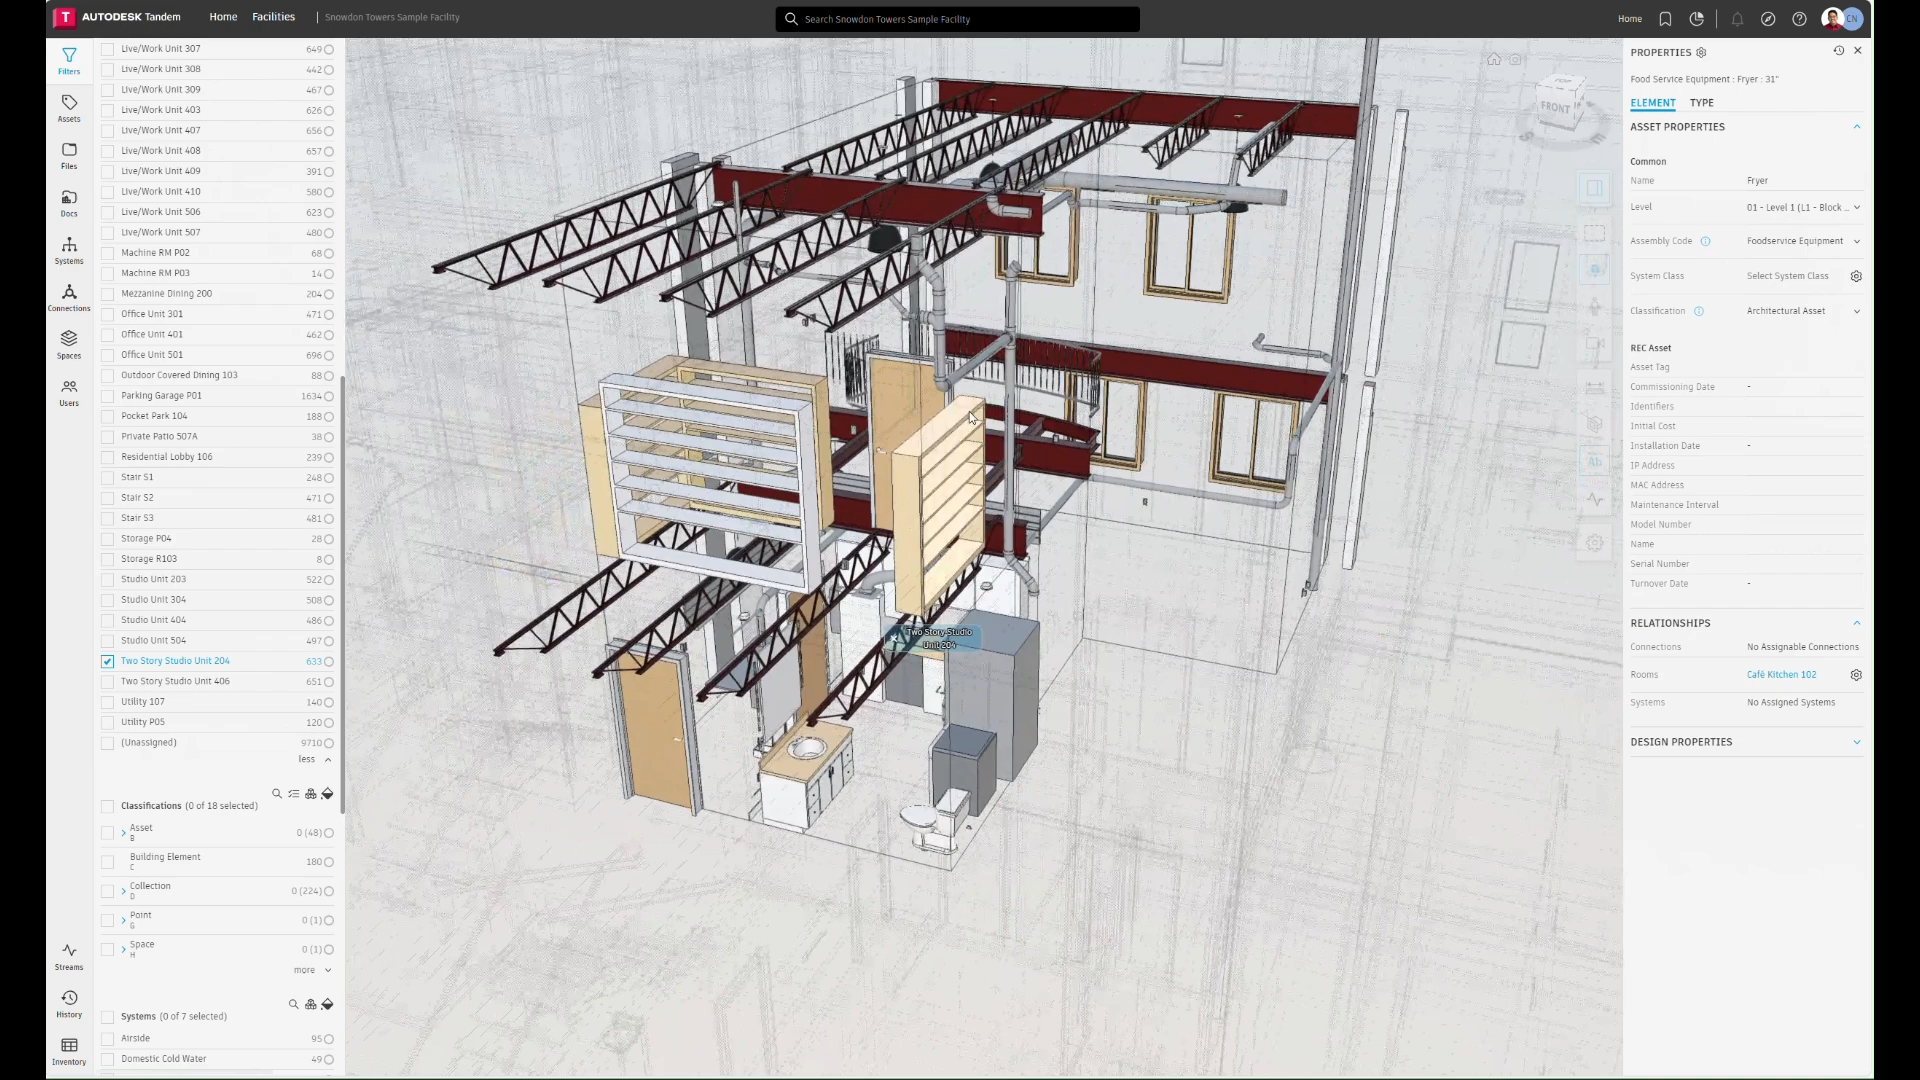 T AUTODESK Tandem Home Facilities Snowdon Towers Sample Facility Search Snowdon Towers Sample Facility Home CN
Filters
Assets
Files
Docs
Systems
Connections
Spaces
Users
Streams
History
Inventory
Live/Work Unit 307 649
Live/Work Unit 308 442
Live/Work Unit 309 467
Live/Work Unit 403 626
Live/Work Unit 407 656
Live/Work Unit 408 657
Live/Work Unit 409 391
Live/Work Unit 410 580
Live/Work Unit 506 623
Live/Work Unit 507 480
Machine RM P02 68
Machine RM P03 14
Mezzanine Dining 200 204
Office Unit 301 471
Office Unit 401 462
Office Unit 501 696
Outdoor Covered Dining 103 88
Parking Garage P01 1634
Pocket Park 104 188
Private Patio 507A 38
Residential Lobby 106 239
Stair S1 248
Stair S2 471
Stair S3 481
Storage P04 28
Storage R103 8
Studio Unit 203 522
Studio Unit 304 508
Studio Unit 404 486
Studio Unit 504 497
Two Story Studio Unit 204 633
Two Story Studio Unit 406 651
Utility 107 140
Utility P05 120
(Unassigned) 9710
less
Classifications (0 of 18 selected)
Asset 0 (48)
B
Building Element 180
C
Collection 0 (224)
D
Point 0 (1)
G
Space 0 (1)
H
more
Systems (0 of 7 selected)
Airside 95
Domestic Cold Water 49
Two Story Studio
Unit 204
TOP
FRONT
Ab
PROPERTIES
Food Service Equipment : Fryer : 31"
ELEMENT TYPE
ASSET PROPERTIES
Common
Name Fryer
Level 01 - Level 1 (L1 - Block ...
Assembly Code Foodservice Equipment
System Class Select System Class
Classification Architectural Asset
REC Asset
Asset Tag
Commissioning Date -
Identifiers
Initial Cost
Installation Date -
IP Address
MAC Address
Maintenance Interval
Model Number
Name
Serial Number
Turnover Date -
RELATIONSHIPS
Connections No Assignable Connections
Rooms Café Kitchen 102
Systems No Assigned Systems
DESIGN PROPERTIES